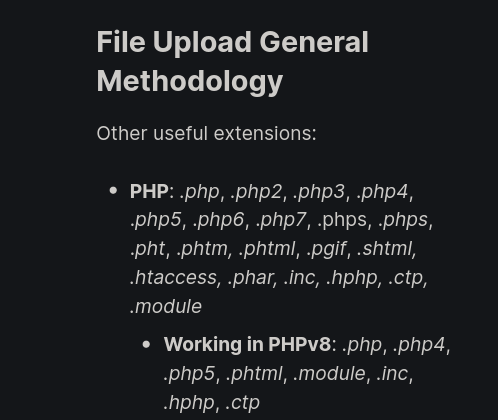 File Upload General
Methodology
Other useful extensions:
• PHP: .php, .php2, .php3, .php4,
.php5, .php6, .php7, .phps, .phps,
.pht, .phtm, .phtml, .pgif, .shtml,
.htaccess, .phar, .inc, .hphp, .ctp,
.module
• Working in PHPv8: .php, .php4,
.php5, .phtml, .module, .inc,
.hphp, .ctp